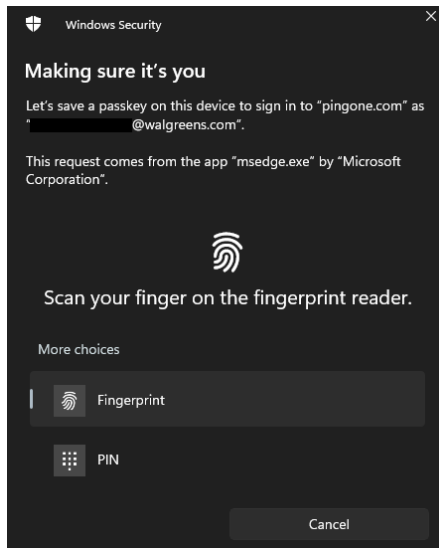 Windows Security
Making sure it's you
Let's save a passkey on this device to sign in to "pingone.com" as
" @walgreens.com".
This request comes from the app "msedge.exe" by "Microsoft
Corporation".
Scan your finger on the fingerprint reader.
More choices
Fingerprint
PIN
Cancel